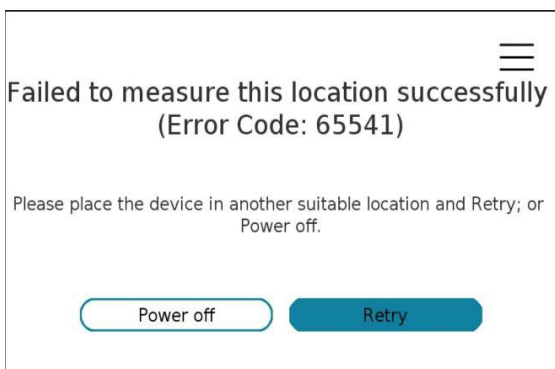 Failed to measure this location successfully
(Error Code: 65541)
Please place the device in another suitable location and Retry; or
Power off.
Power off
Retry